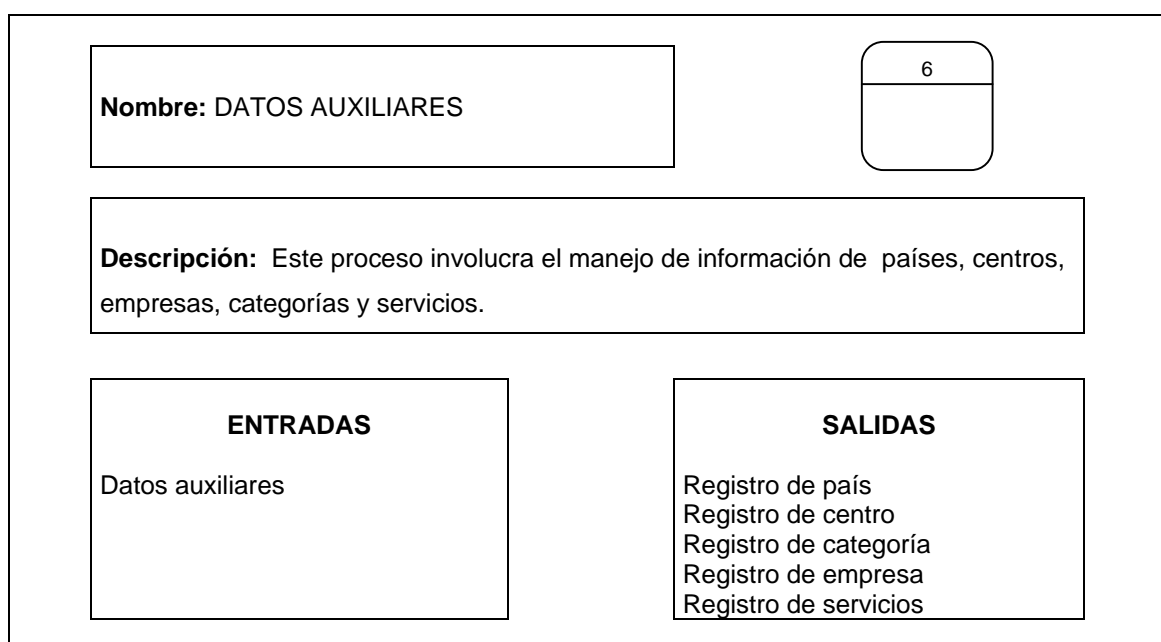 6
Nombre: DATOS AUXILIARES
Descripción: Este proceso involucra el manejo de información de países, centros,
empresas, categorías y servicios.
ENTRADAS
Datos auxiliares
SALIDAS
Registro de país
Registro de centro
Registro de categoría
Registro de empresa
Registro de servicios